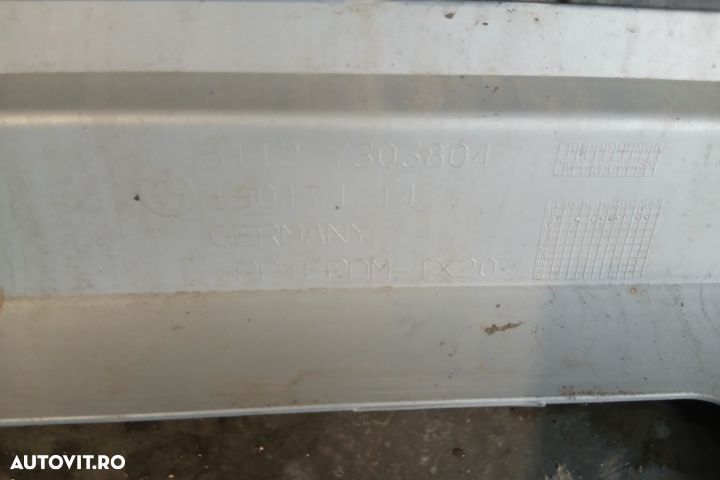 5112 7303804
190174 14
GERMANY
>PP+EPDM-TX20<
AUTOVIT.RO